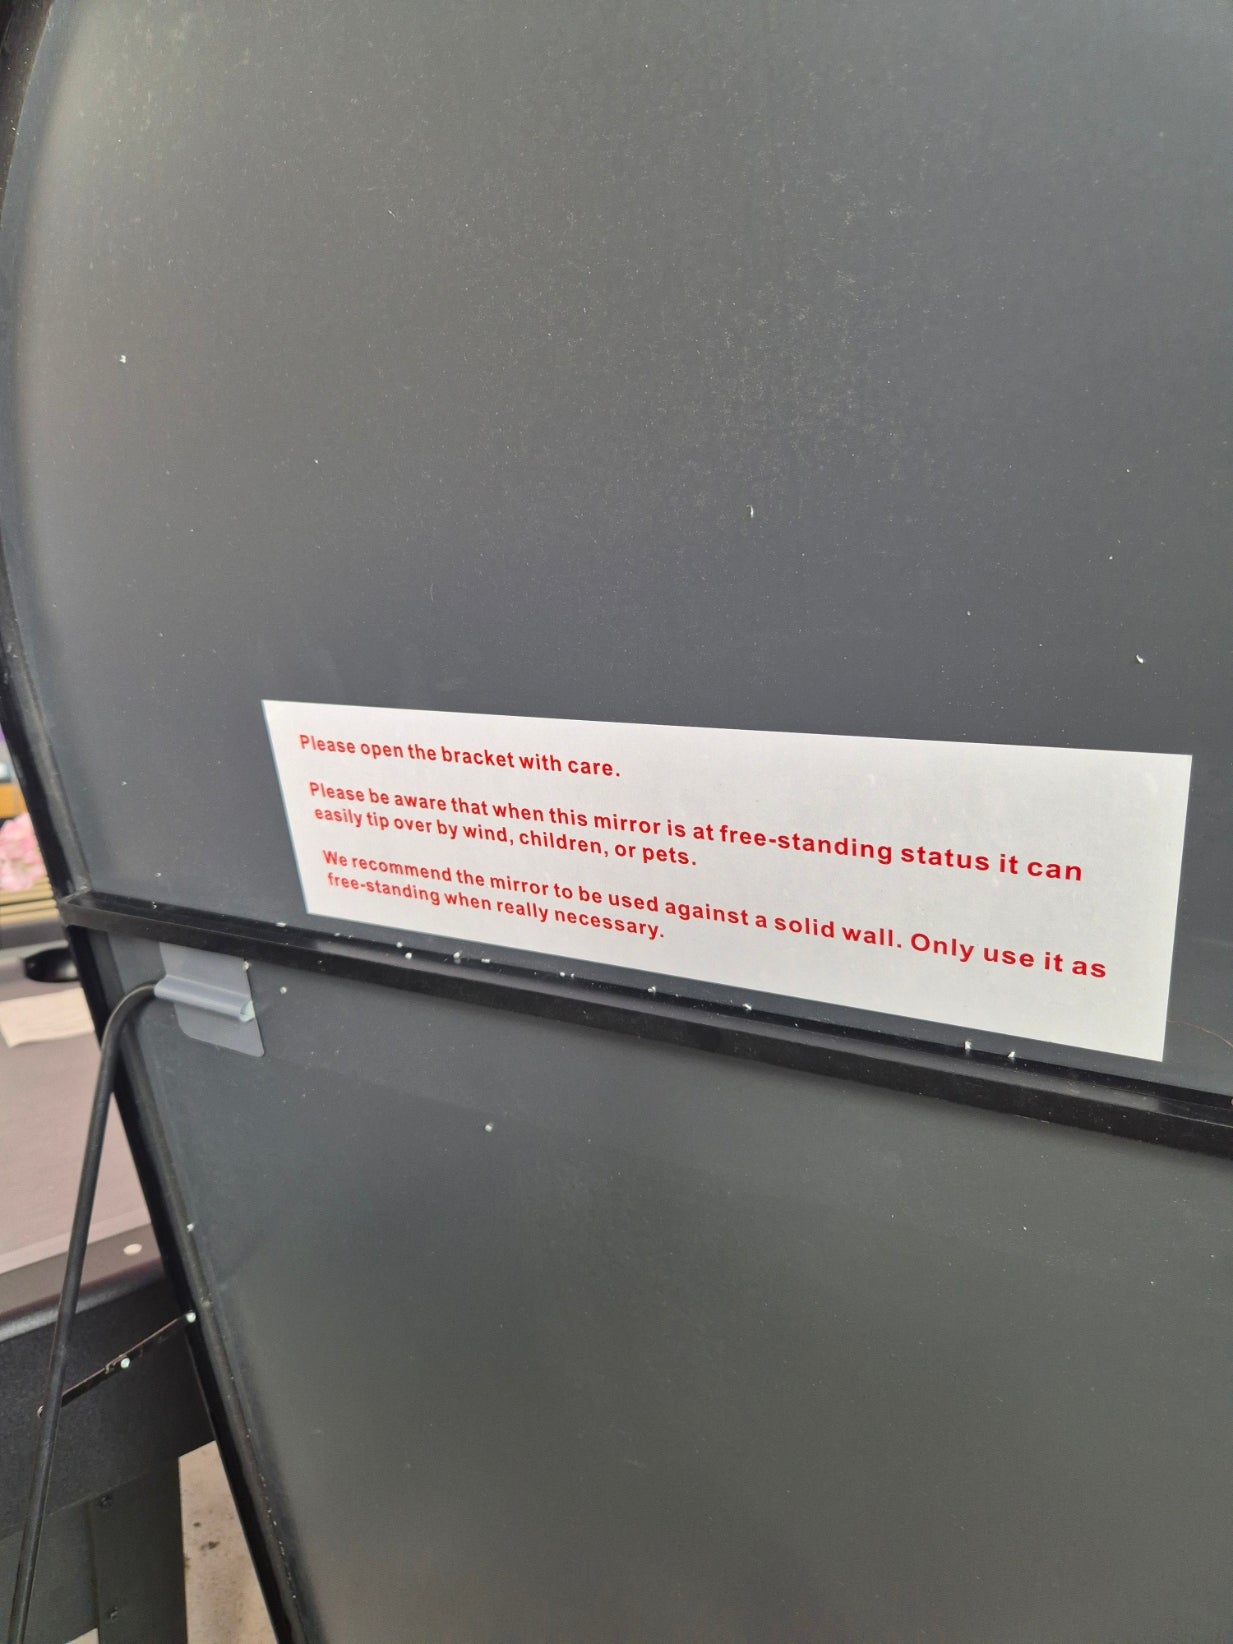 Please open the bracket with care.
Please be aware that when this mirror is at free-standing status it can
easily tip over by wind, children, or pets.
We recommend the mirror to be used against a solid wall. Only use it as
free-standing when really necessary.